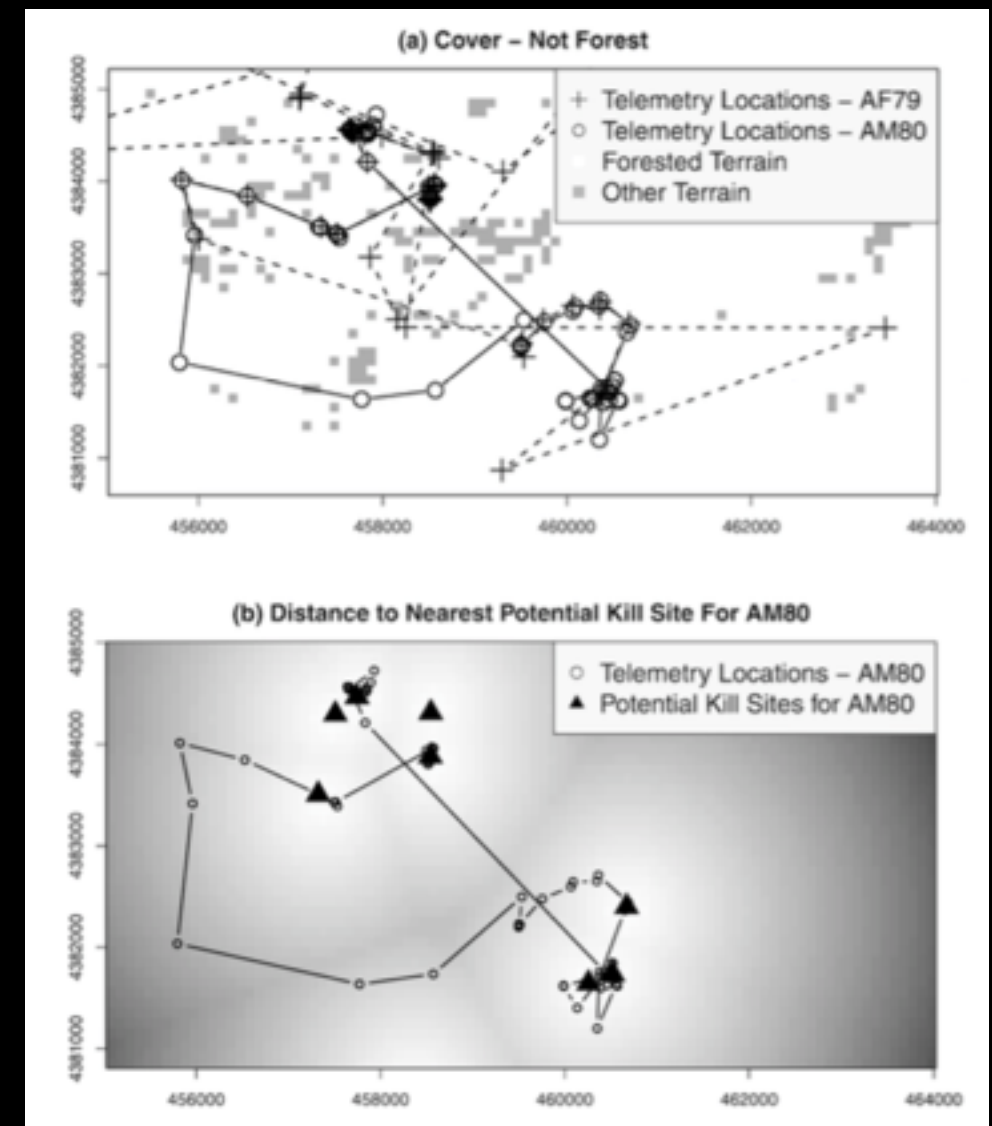 (a) Cover – Not Forest
Telemetry Locations – AF79
Telemetry Locations – AM80
Forested Terrain
Other Terrain
4385000
4384000
4383000
4382000
4381000
456000 458000 460000 462000 464000
(b) Distance to Nearest Potential Kill Site For AM80
Telemetry Locations – AM80
Potential Kill Sites for AM80
4385000
4384000
4383000
4382000
4381000
456000 458000 460000 462000 464000